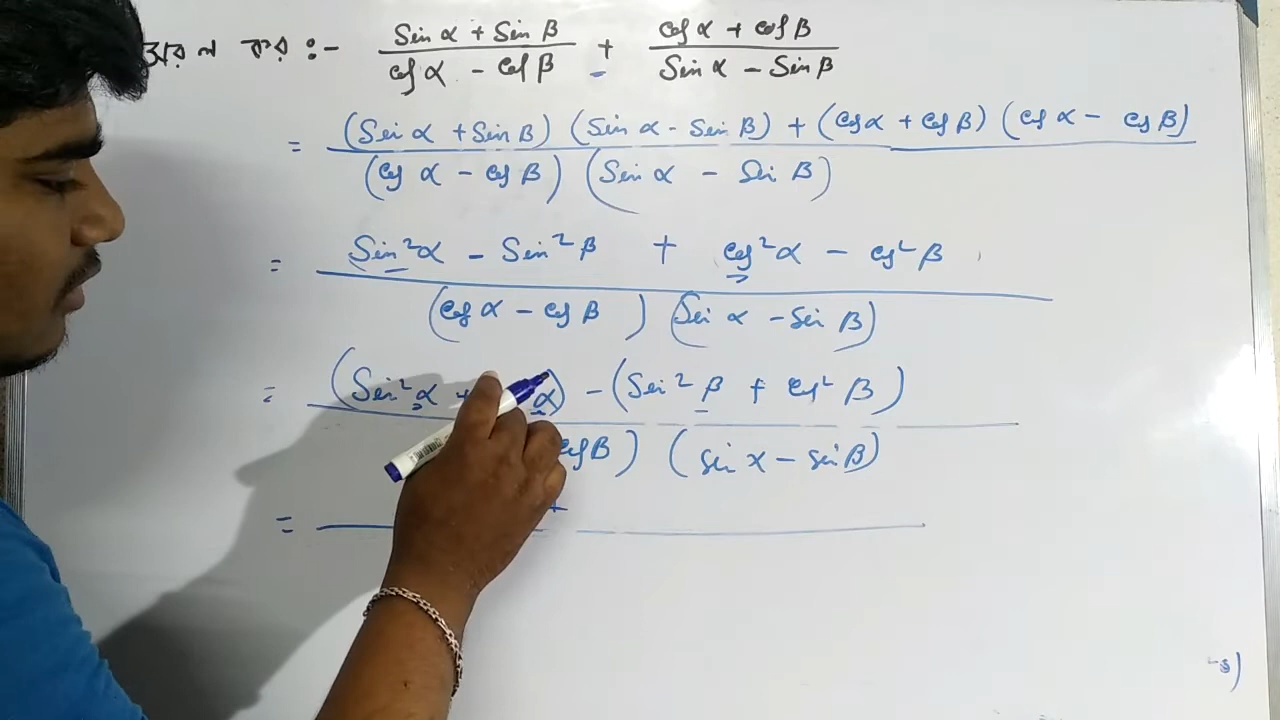 কর :- (Sin α + Sin β)/(Cos α - Cos β) + (Cos α + Cos β)/(Sin α - Sin β)
= ((Sin α + Sin β) (Sin α - Sin β) + (Cos α + Cos β) (Cos α - Cos β))/((Cos α - Cos β) (Sin α - Sin β))
= (Sin²α - Sin²β + Cos²α - Cos²β)/((Cos α - Cos β) (Sin α - Sin β))
= ((Sin²α + α) - (Sin²β + Cos²β))/(Cos β) (Sin α - Sin β))
=